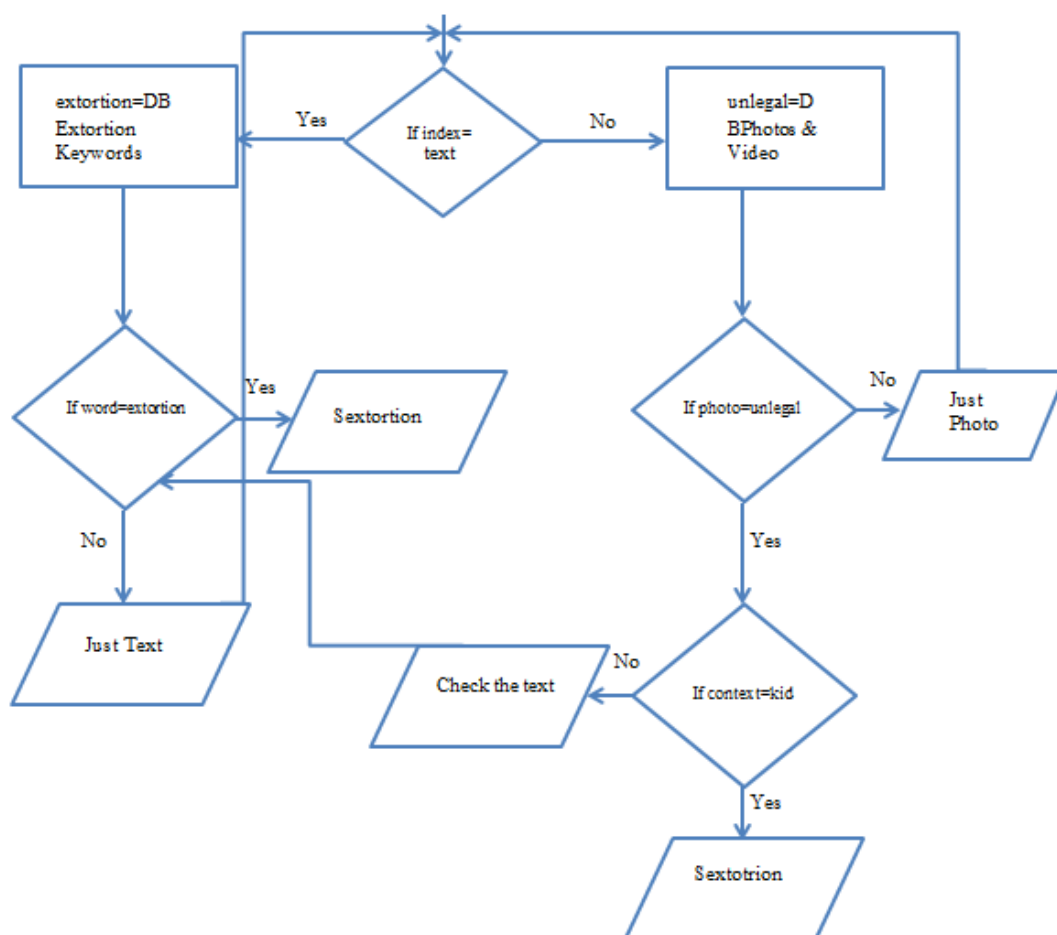 extortion=DB
Extortion
Keywords
Yes
If index=
text
No
unlegal=D
BPhotos &
Video
If word=extortion
Yes
Sextortion
If photo=unlegal
No
Just
Photo
No
Yes
Just Text
Check the text
No
If context=kid
Yes
Sextotrion